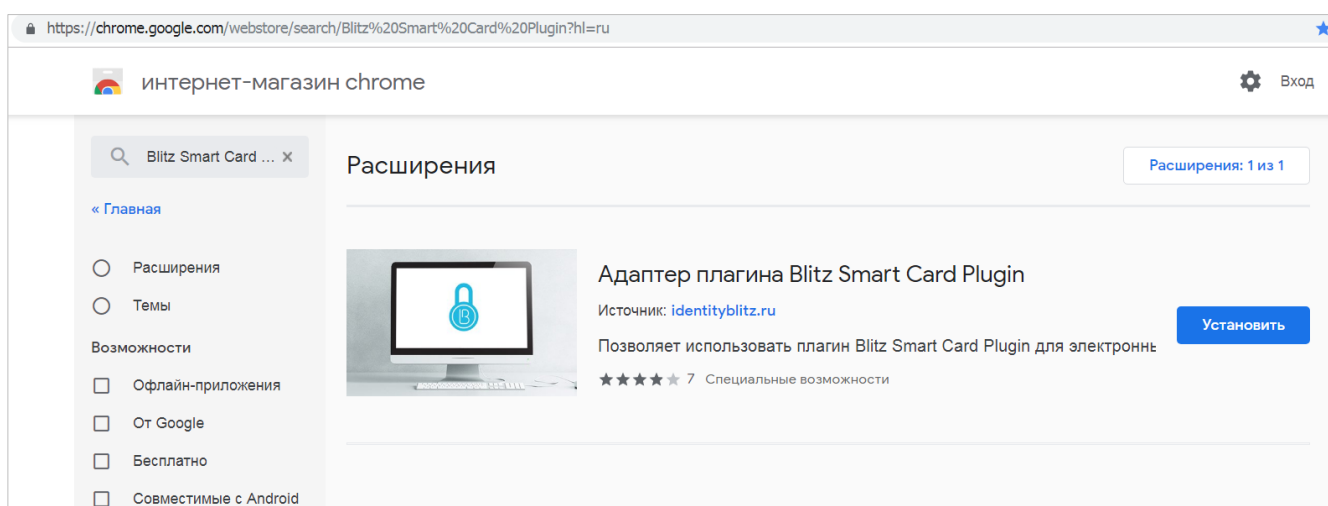 https://chrome.google.com/webstore/search/Blitz%20Smart%20Card%20Plugin?hl=ru
интернет-магазин chrome
Вход
Blitz Smart Card ... ×
« Главная
Расширения
Темы
Возможности
Офлайн-приложения
От Google
Бесплатно
Совместимые с Android
Расширения
Расширения: 1 из 1
Адаптер плагина Blitz Smart Card Plugin
Источник: identityblitz.ru
Позволяет использовать плагин Blitz Smart Card Plugin для электронны
7 Специальные возможности
Установить
B